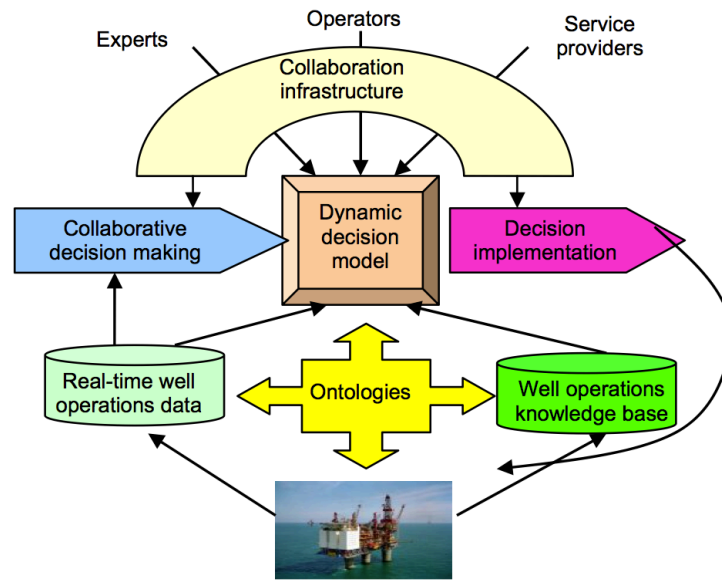 Operators
Experts
Service
providers
Collaboration
infrastructure
Collaborative
decision making
Dynamic
decision
model
Decision
implementation
Real-time well
operations data
Ontologies
Well operations
knowledge base